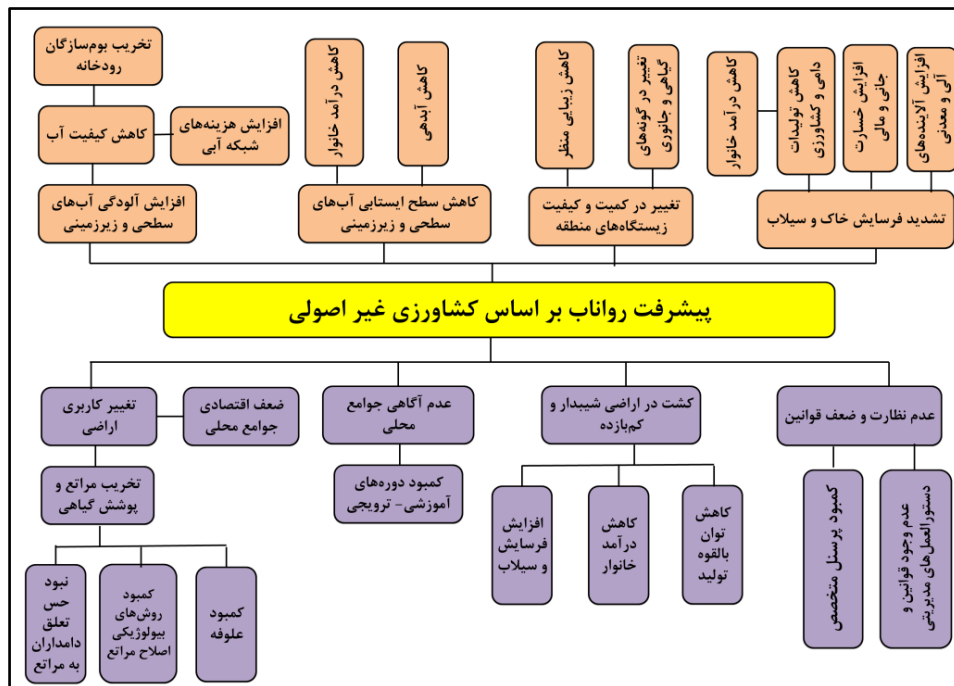 افزایش آلاینده‌های
آلی و معدنی
افزایش خسارت
جانی و مالی
کاهش تولیدات
دامی و کشاورزی
کاهش درآمد خانوار
تشدید فرسایش خاک و سیلاب
تغییر در گونه‌های
گیاهی و جانوری
کاهش زیبایی منظر
تغییر در کمیت و کیفیت
زیستگاه‌های منطقه
کاهش آبدهی
کاهش درآمد خانوار
کاهش سطح ایستابی آب‌های
سطحی و زیرزمینی
تخریب بوم‌سازگان
رودخانه
افزایش هزینه‌های
شبکه آبی
کاهش کیفیت آب
افزایش آلودگی آب‌های
سطحی و زیرزمینی
پیشرفت رواناب بر اساس کشاورزی غیر اصولی
عدم نظارت و ضعف قوانین
عدم وجود قوانین و
دستورالعمل‌های مدیریتی
کمبود پرسنل متخصص
کشت در اراضی شیبدار و
کم‌بازده
کاهش
توان
بالقوه
تولید
کاهش
درآمد
خانوار
افزایش
فرسایش
و سیلاب
عدم آگاهی جوامع
محلی
کمبود دوره‌های
آموزشی- ترویجی
ضعف اقتصادی
جوامع محلی
تغییر کاربری
اراضی
تخریب مراتع و
پوشش گیاهی
کمبود
علوفه
کمبود
روش‌های
بیولوژیکی
اصلاح مراتع
نبود
حس
تعلق
دامداران
به مراتع